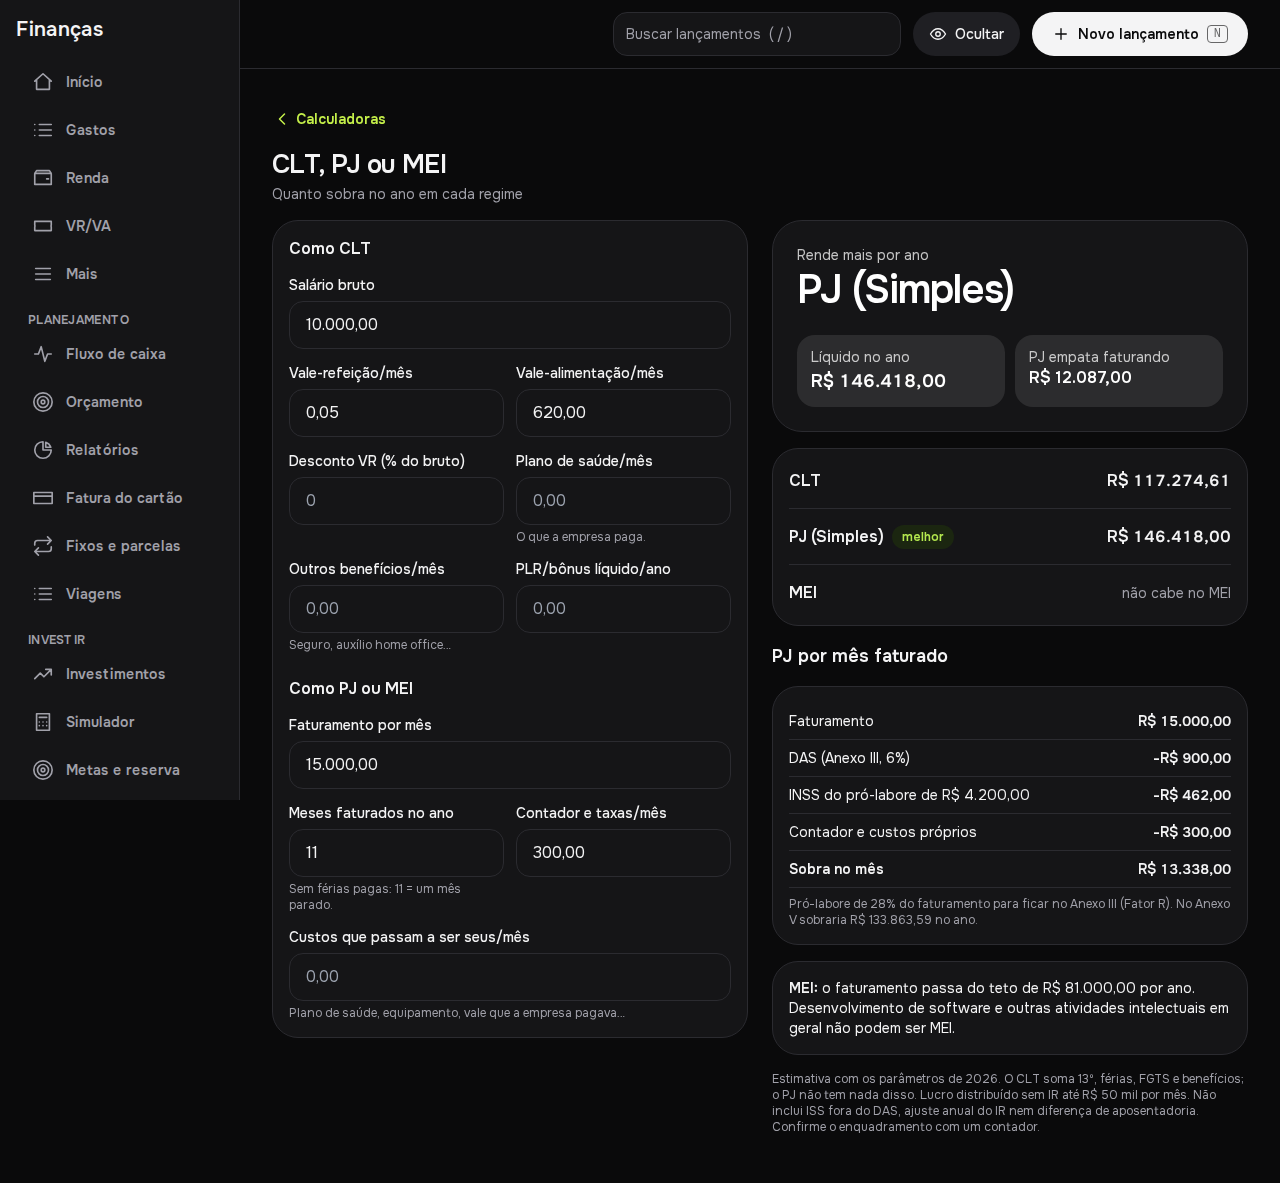 Finanças
Início
Gastos
Renda
VR/VA
Mais
PLANEJAMENTO
Fluxo de caixa
Orçamento
Relatórios
Fatura do cartão
Fixos e parcelas
Viagens
INVESTIR
Investimentos
Simulador
Metas e reserva
Buscar lançamentos ( / )
Ocultar
Novo lançamento N
Calculadoras
CLT, PJ ou MEI
Quanto sobra no ano em cada regime
Como CLT
Salário bruto
10.000,00
Vale-refeição/mês Vale-alimentação/mês
0,05 620,00
Desconto VR (% do bruto) Plano de saúde/mês
0 0,00
O que a empresa paga.
Outros benefícios/mês PLR/bônus líquido/ano
0,00 0,00
Seguro, auxílio home office...
Como PJ ou MEI
Faturamento por mês
15.000,00
Meses faturados no ano Contador e taxas/mês
11 300,00
Sem férias pagas: 11 = um mês
parado.
Custos que passam a ser seus/mês
0,00
Plano de saúde, equipamento, vale que a empresa pagava...
Rende mais por ano
PJ (Simples)
Líquido no ano
R$ 146.418,00
PJ empata faturando
R$ 12.087,00
CLT R$ 117.274,61
PJ (Simples) melhor R$ 146.418,00
MEI não cabe no MEI
PJ por mês faturado
Faturamento R$ 15.000,00
DAS (Anexo III, 6%) -R$ 900,00
INSS do pró-labore de R$ 4.200,00 -R$ 462,00
Contador e custos próprios -R$ 300,00
Sobra no mês R$ 13.338,00
Pró-labore de 28% do faturamento para ficar no Anexo III (Fator R). No Anexo
V sobraria R$ 133.863,59 no ano.
MEI: o faturamento passa do teto de R$ 81.000,00 por ano.
Desenvolvimento de software e outras atividades intelectuais em
geral não podem ser MEI.
Estimativa com os parâmetros de 2026. O CLT soma 13º, férias, FGTS e benefícios;
o PJ não tem nada disso. Lucro distribuído sem IR até R$ 50 mil por mês. Não
inclui ISS fora do DAS, ajuste anual do IR nem diferença de aposentadoria.
Confirme o enquadramento com um contador.